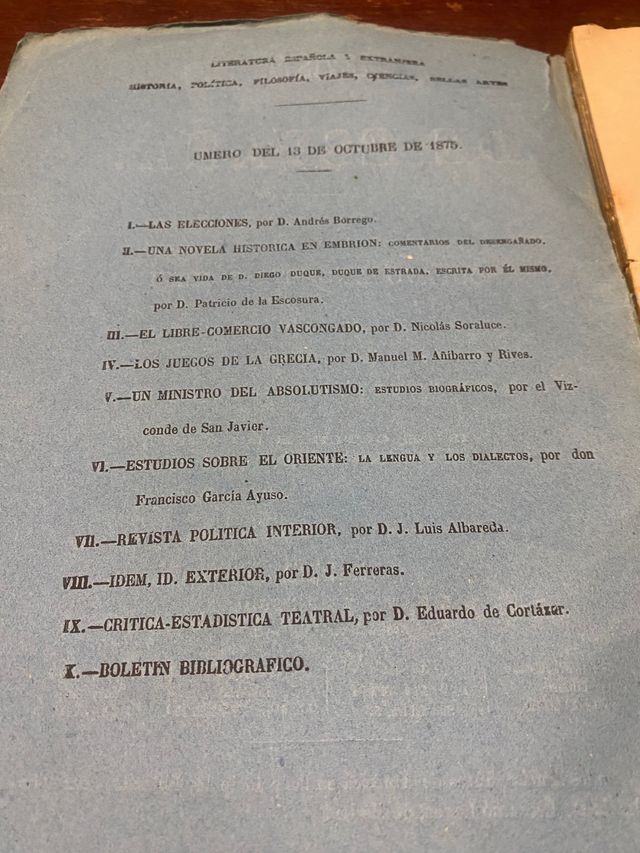 LITERATURA ESPAÑOLA Y EXTRANJERA
HISTORIA, POLÍTICA, FILOSOFÍA, VIAJES, CIENCIAS, BELLAS ARTES
UMERO DEL 13 DE OCTUBRE DE 1875.
I.—LAS ELECCIONES, por D. Andrés Borrego.
II.—UNA NOVELA HISTORICA EN EMBRION: COMENTARIOS DEL DESENGAÑADO,
Ó SEA VIDA DE D. DIEGO DUQUE, DUQUE DE ESTRADA, ESCRITA POR ÉL MISMO,
por D. Patricio de la Escosura.
III.—EL LIBRE-COMERCIO VASCONGADO, por D. Nicolás Soraluce.
IV.—LOS JUEGOS DE LA GRECIA, por D. Manuel M. Añibarro y Rives.
V.—UN MINISTRO DEL ABSOLUTISMO: ESTUDIOS BIOGRÁFICOS, por el Viz-
conde de San Javier.
VI.—ESTUDIOS SOBRE EL ORIENTE: LA LENGUA Y LOS DIALECTOS, por don
Francisco García Ayuso.
VII.—REVISTA POLITICA INTERIOR, por D. J. Luis Albareda.
VIII.—IDEM, ID. EXTERIOR, por D. J. Ferreras.
IX.—CRITICA-ESTADISTICA TEATRAL, por D. Eduardo de Cortázar.
X.—BOLETIN BIBLIOGRAFICO.